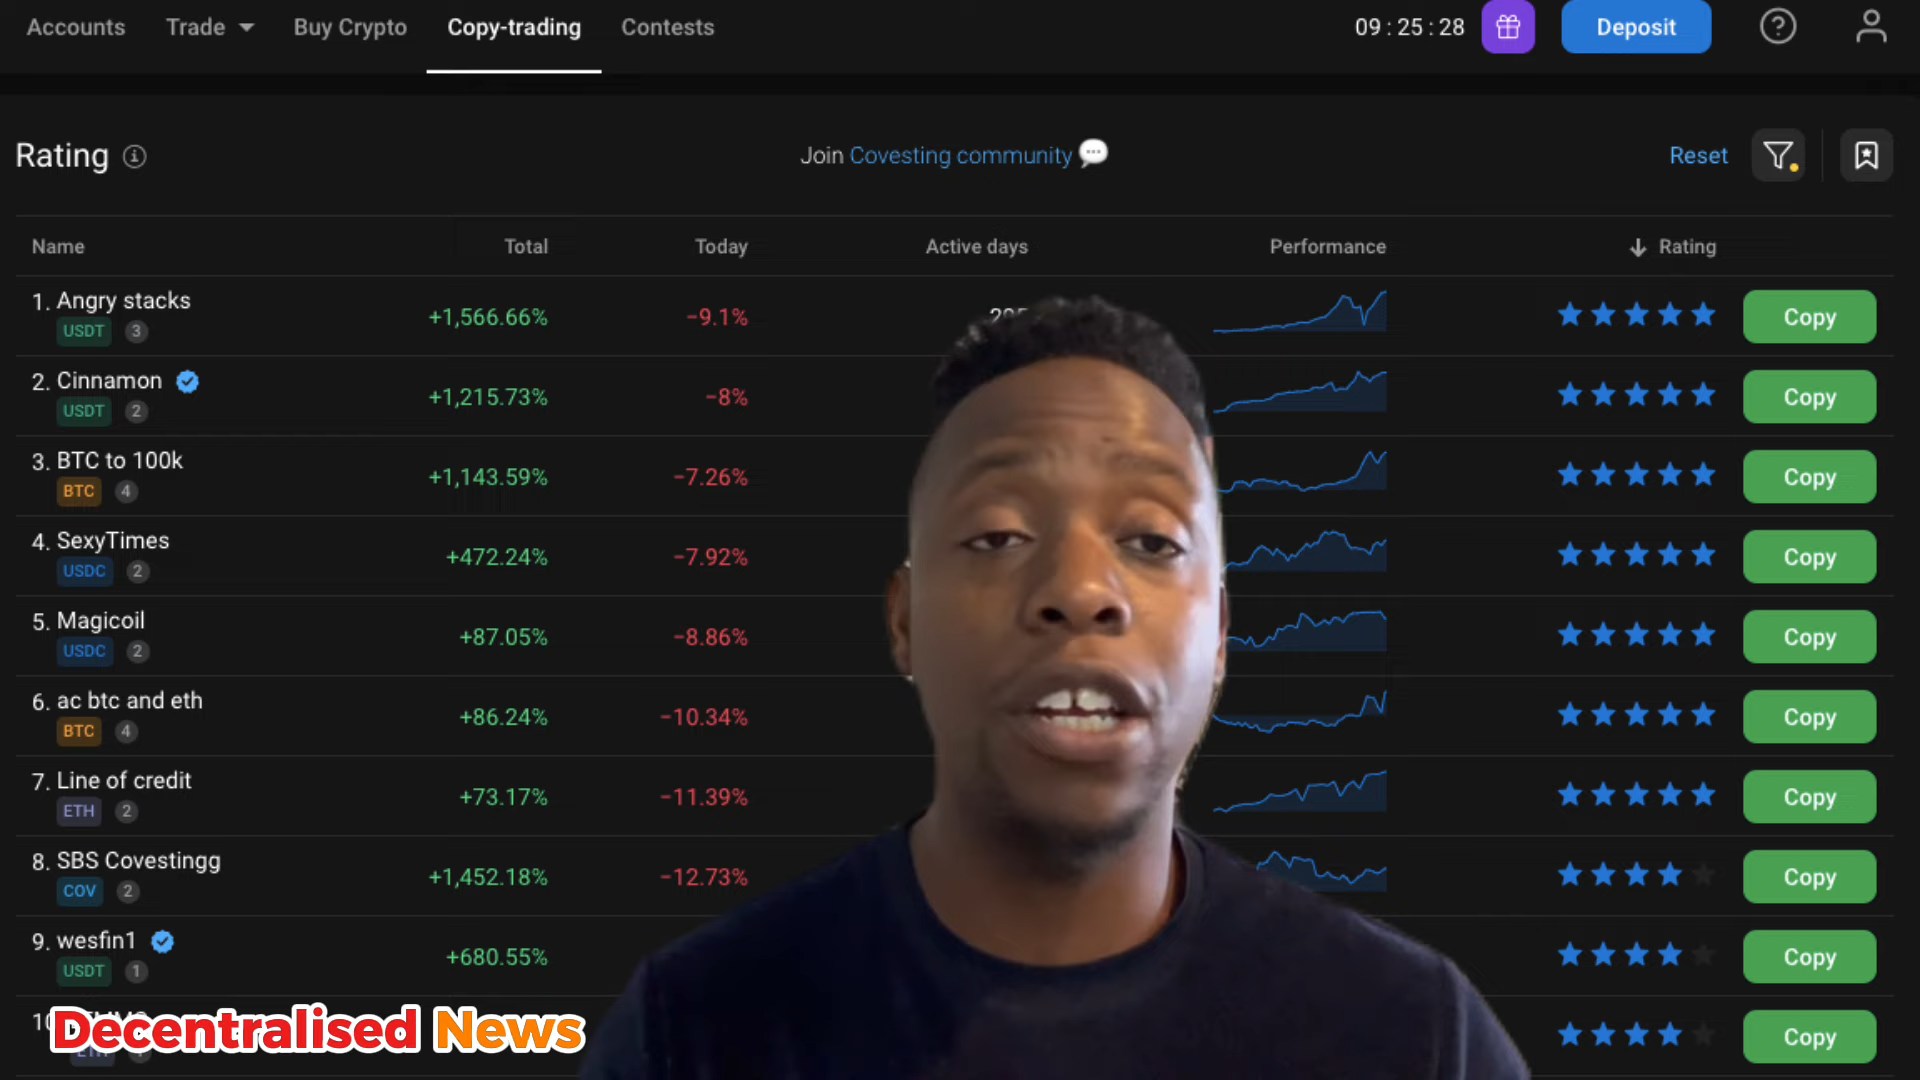 Accounts Trade Buy Crypto Copy-trading Contests 09 : 25 : 28 Deposit ?
Rating i Join Covesting community Reset
Name Total Today Active days Performance ↓ Rating
1. Angry stacks
USDT 3 +1,566.66% −9.1% Copy
2. Cinnamon
USDT 2 +1,215.73% −8% Copy
3. BTC to 100k
BTC 4 +1,143.59% −7.26% Copy
4. SexyTimes
USDC 2 +472.24% −7.92% Copy
5. Magicoil
USDC 2 +87.05% −8.86% Copy
6. ac btc and eth
BTC 4 +86.24% −10.34% Copy
7. Line of credit
ETH 2 +73.17% −11.39% Copy
8. SBS Covestingg
COV 2 +1,452.18% −12.73% Copy
9. wesfin1
USDT 1 +680.55% Copy
Copy
Decentralised News